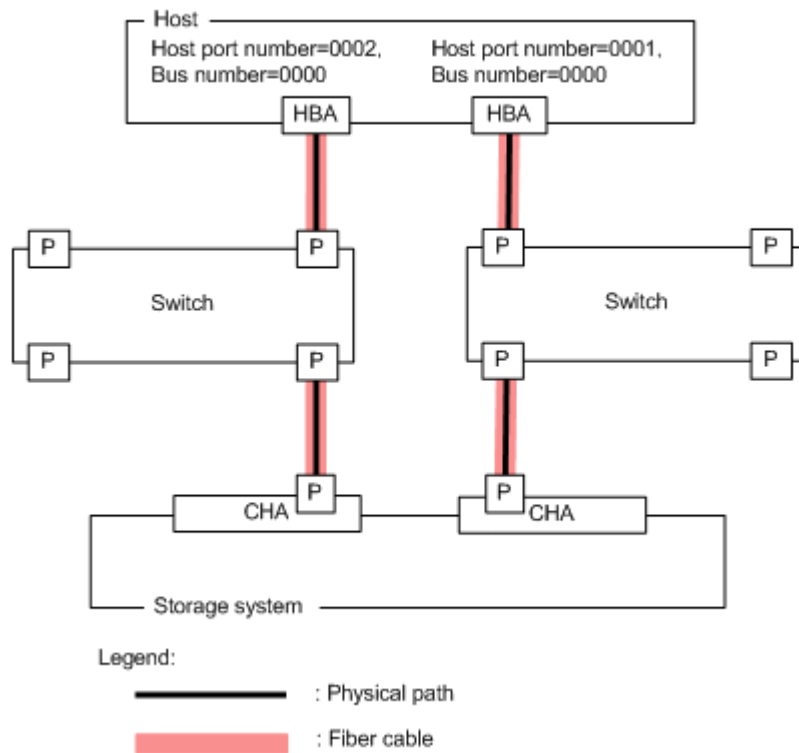 Host
Host port number=0002,
Bus number=0000
Host port number=0001,
Bus number=0000
HBA
HBA
P
P
P
P
Switch
Switch
P
P
P
P
P
P
CHA
CHA
Storage system
Legend:
: Physical path
: Fiber cable